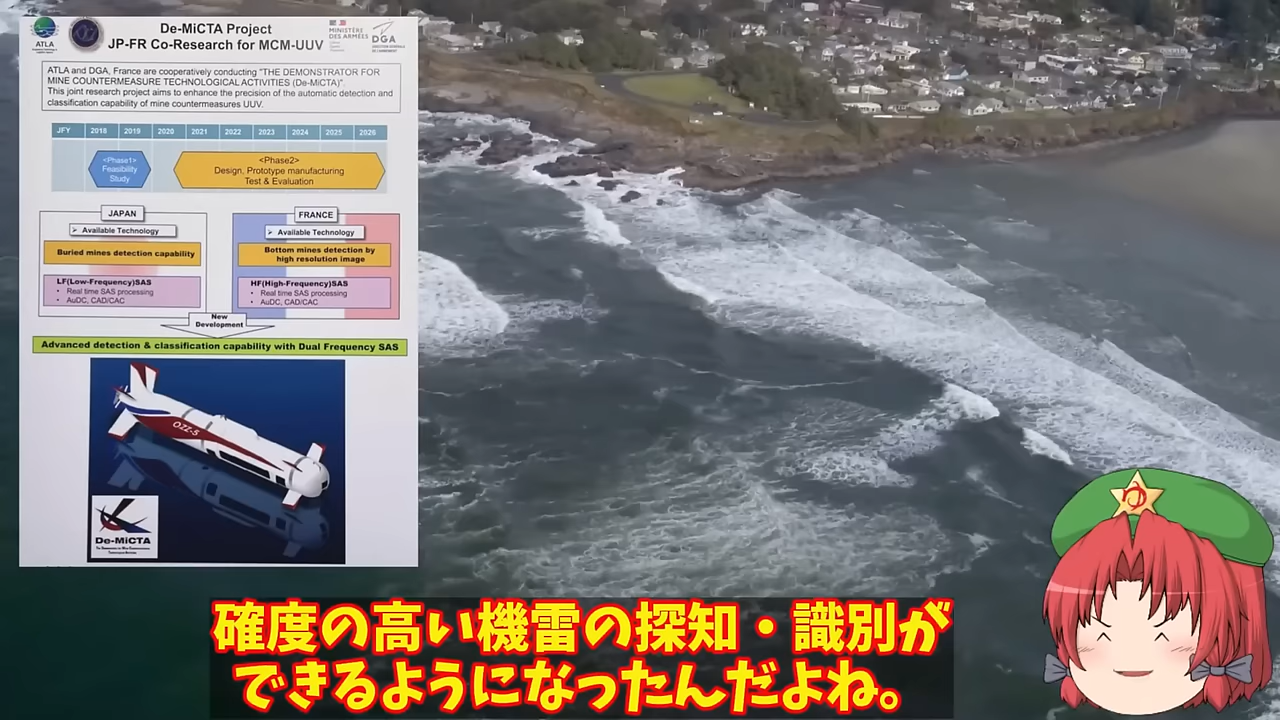 De-MiCTA Project
JP-FR Co-Research for MCM-UUV
ATLA
MINISTÈRE
DES ARMÉES
DGA
ATLA and DGA, France are cooperatively conducting "THE DEMONSTRATOR FOR
MINE COUNTERMEASURE TECHNOLOGICAL ACTIVITIES (De-MiCTA)".
This joint research project aims to enhance the precision of the automatic detection and
classification capability of mine countermeasures UUV.
JFY 2018 2019 2020 2021 2022 2023 2024 2025 2026
<Phase1>
Feasibility
Study
<Phase2>
Design, Prototype manufacturing
Test & Evaluation
JAPAN
➢ Available Technology
Buried mines detection capability
LF(Low-Frequency)SAS
• Real time SAS processing
• AuDC, CAD/CAC
FRANCE
➢ Available Technology
Bottom mines detection by
high resolution image
HF(High-Frequency)SAS
• Real time SAS processing
• AuDC, CAD/CAC
New
Development
Advanced detection & classification capability with Dual Frequency SAS
OZZ-5
De-MiCTA
確度の高い機雷の探知・識別が
できるようになったんだよね。